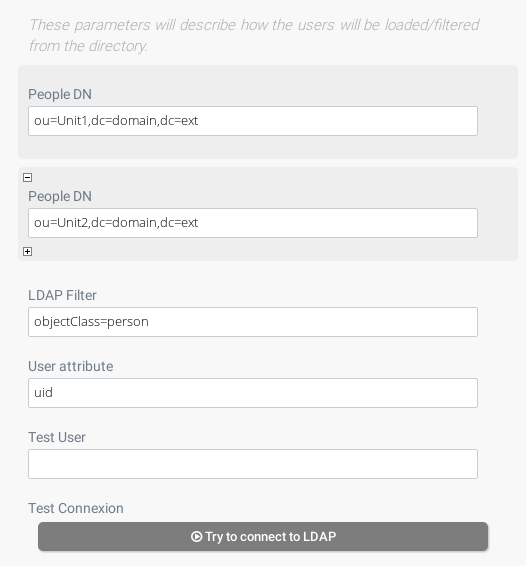 These parameters will describe how the users will be loaded/filtered
from the directory.
People DN
ou=Unit1,dc=domain,dc=ext
People DN
ou=Unit2,dc=domain,dc=ext
LDAP Filter
objectClass=person
User attribute
uid
Test User
Test Connexion
Try to connect to LDAP